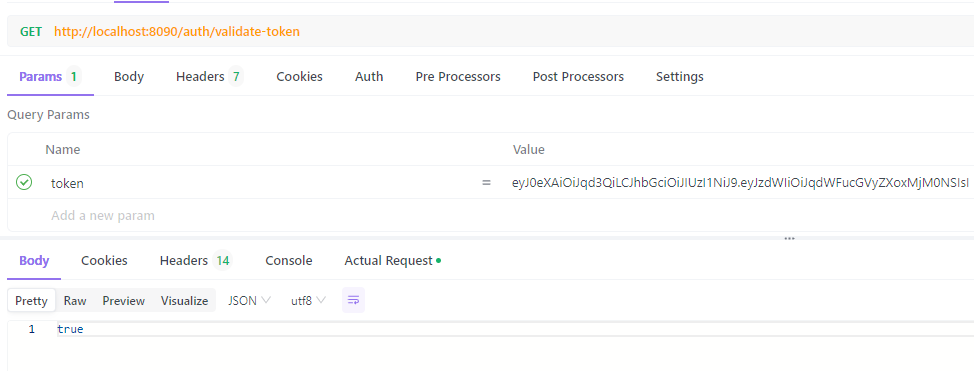 GET http://localhost:8090/auth/validate-token
Params 1 Body Headers 7 Cookies Auth Pre Processors Post Processors Settings
Query Params
Name Value
token = eyJ0eXAiOiJqd3QiLCJhbGciOiJIUzI1NiJ9.eyJzdWIiOiJqdWFucGVyZXoxMjM0NSIsI
Add a new param
Body Cookies Headers 14 Console Actual Request
Pretty Raw Preview Visualize JSON utf8
1 true